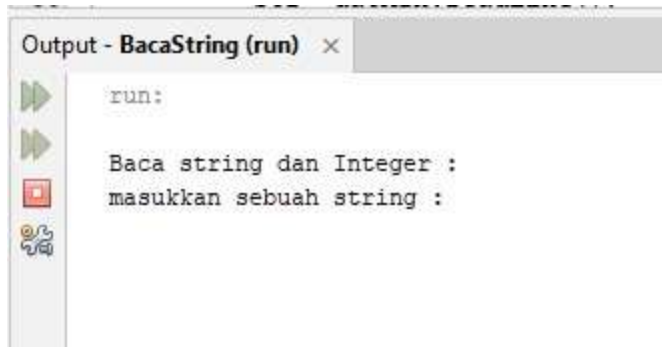 Output - BacaString (run) ×
run:
Baca string dan Integer :
masukkan sebuah string :